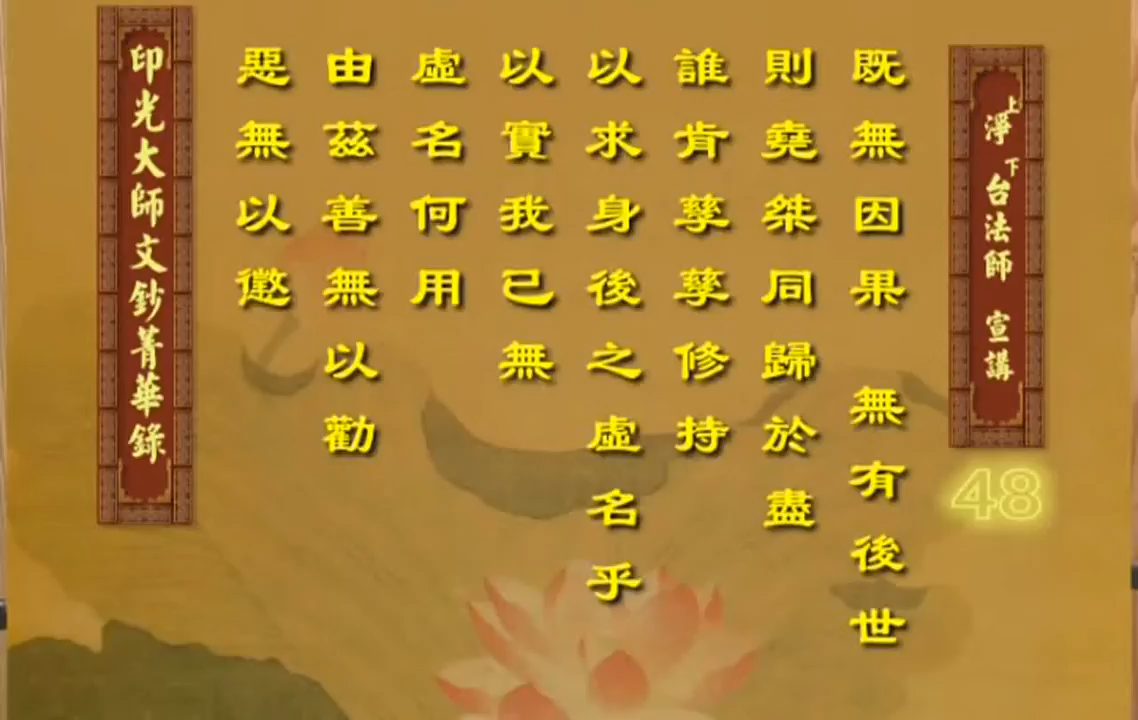 上淨下台法師 宣講
48
既無因果 無有後世
則堯桀同歸於盡
誰肯孳孳修持
以求身後之虛名乎
以實我已無
虛名何用
由茲善無以勸
惡無以懲
印光大師文鈔菁華錄